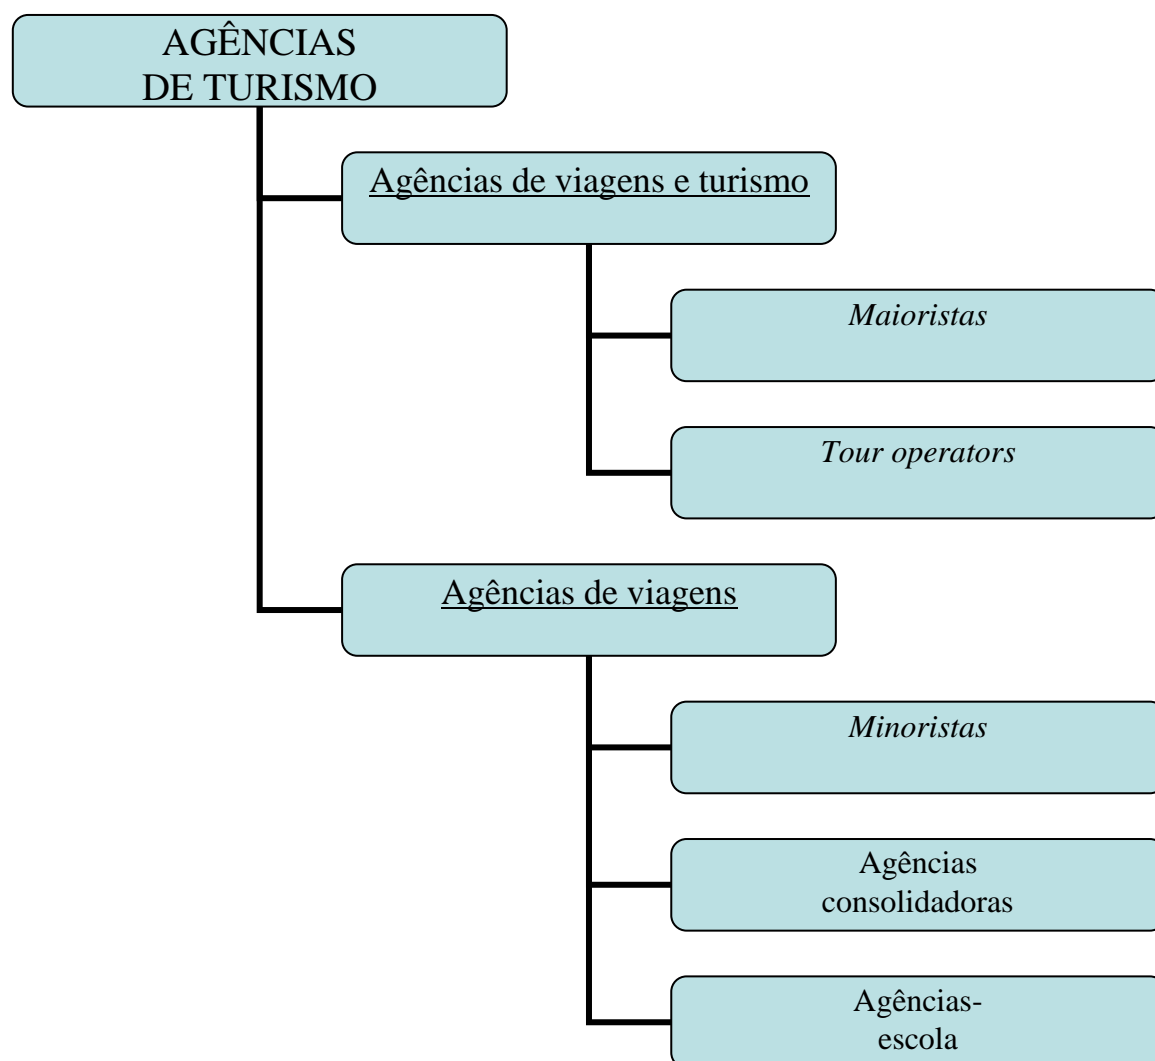 AGÊNCIAS
DE TURISMO
Agências de viagens e turismo
Maioristas
Tour operators
Agências de viagens
Minoristas
Agências
consolidadoras
Agências-
escola